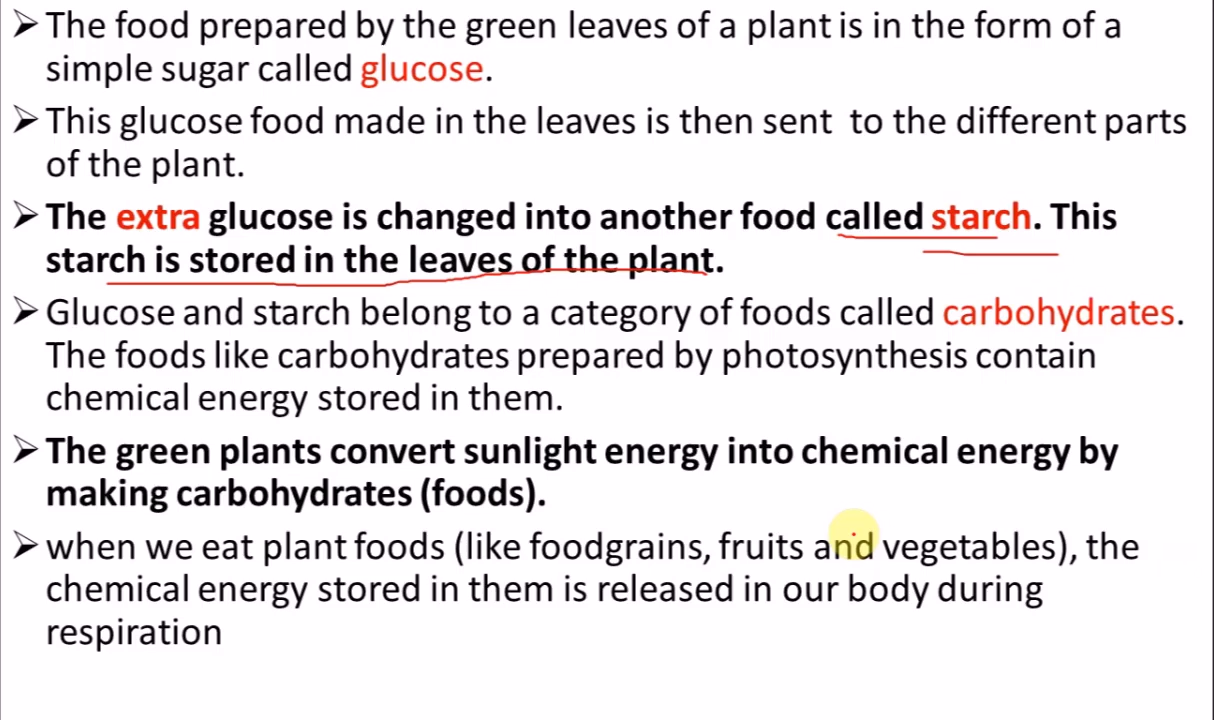 ➢ The food prepared by the green leaves of a plant is in the form of a
simple sugar called glucose.
➢ This glucose food made in the leaves is then sent  to the different parts
of the plant.
➢ The extra glucose is changed into another food called starch. This
starch is stored in the leaves of the plant.
➢ Glucose and starch belong to a category of foods called carbohydrates.
The foods like carbohydrates prepared by photosynthesis contain
chemical energy stored in them.
➢ The green plants convert sunlight energy into chemical energy by
making carbohydrates (foods).
➢ when we eat plant foods (like foodgrains, fruits and vegetables), the
chemical energy stored in them is released in our body during
respiration